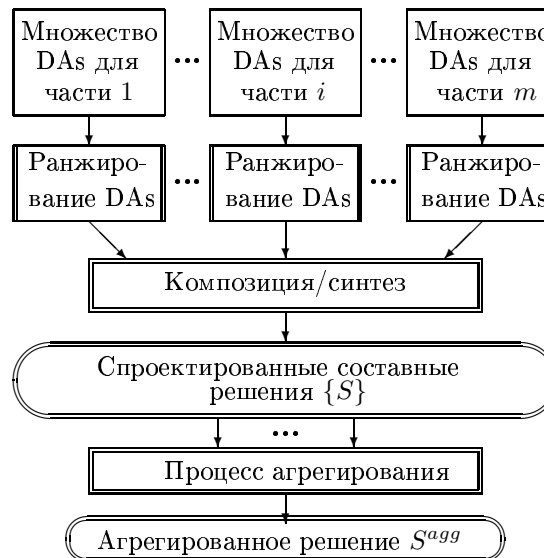 Множество
DAs для
части 1
...
Множество
DAs для
части i
...
Множество
DAs для
части m
Ранжиро-
вание DAs
...
Ранжиро-
вание DAs
...
Ранжиро-
вание DAs
Композиция/синтез
Спроектированные составные
решения {S}
...
Процесс агрегирования
Агрегированное решение S^{agg}